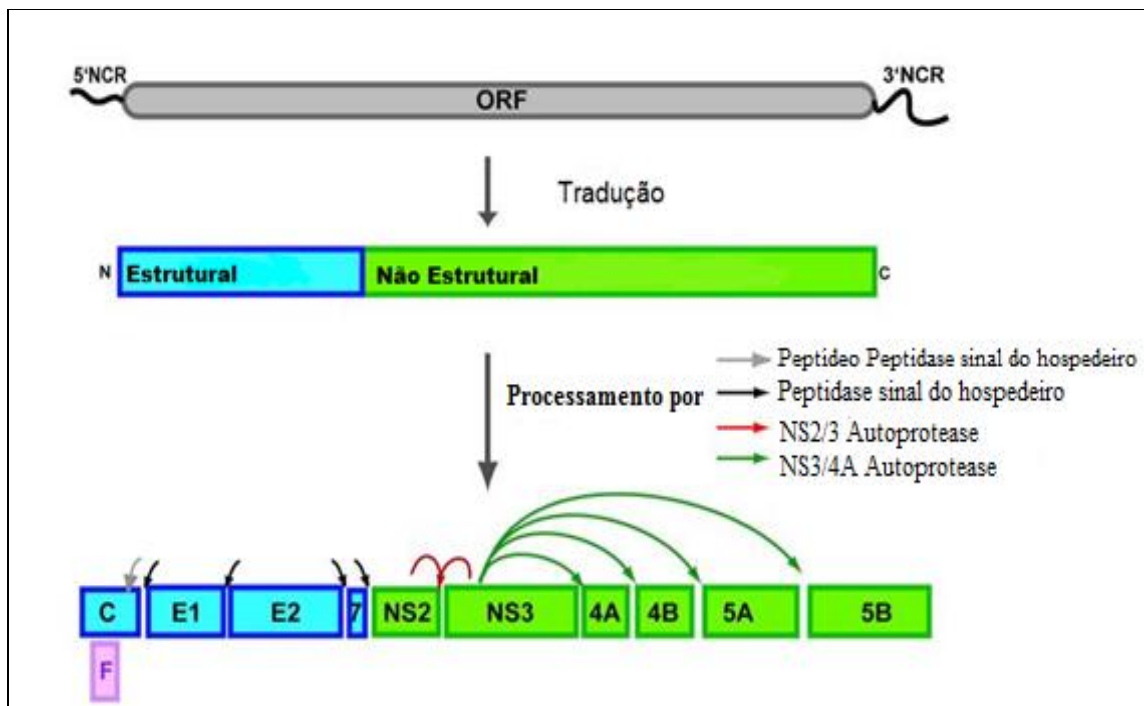 5'NCR
3'NCR
ORF
Tradução
N
Estrutural
Não Estrutural
C
Processamento por
Peptídeo Peptidase sinal do hospedeiro
Peptidase sinal do hospedeiro
NS2/3 Autoprotease
NS3/4A Autoprotease
C E1 E2 7 NS2 NS3 4A 4B 5A 5B
F